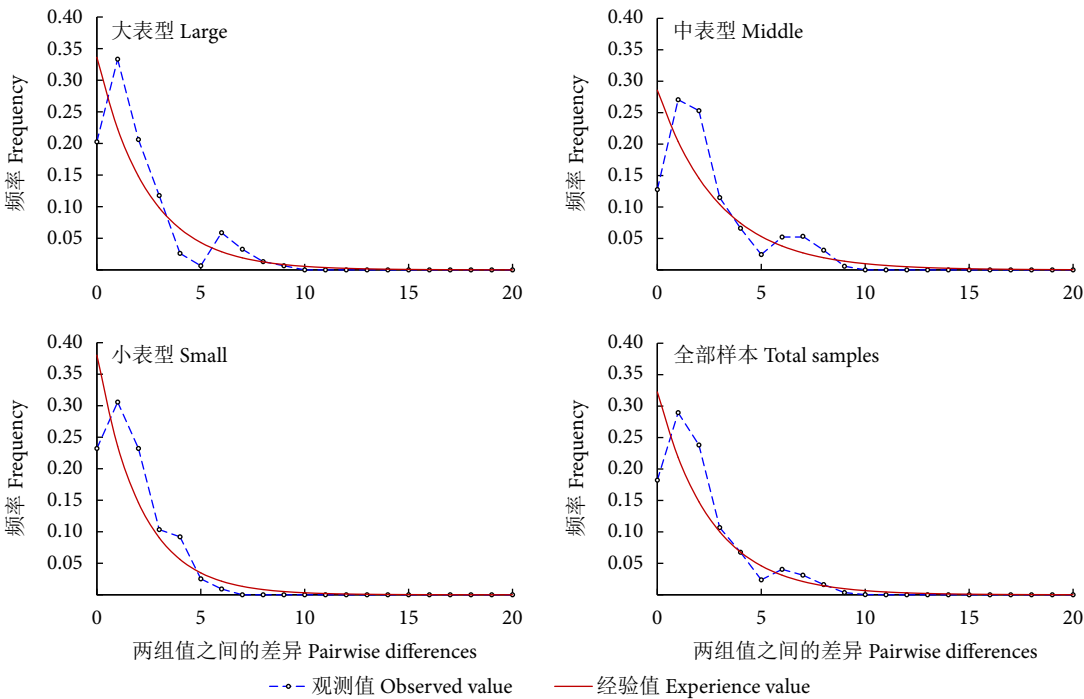 大表型 Large
频率 Frequency
0.40
0.35
0.30
0.25
0.20
0.15
0.10
0.05
0 5 10 15 20
中表型 Middle
频率 Frequency
0.40
0.35
0.30
0.25
0.20
0.15
0.10
0.05
0 5 10 15 20
小表型 Small
频率 Frequency
0.40
0.35
0.30
0.25
0.20
0.15
0.10
0.05
0 5 10 15 20
两组值之间的差异 Pairwise differences
全部样本 Total samples
频率 Frequency
0.40
0.35
0.30
0.25
0.20
0.15
0.10
0.05
0 5 10 15 20
两组值之间的差异 Pairwise differences
观测值 Observed value 经验值 Experience value